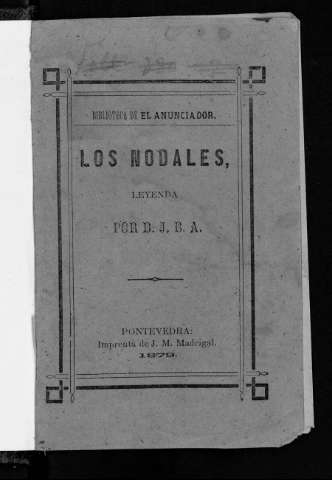 BIBLIOTECA DE EL ANUNCIADOR.
LOS NODALES,
LEYENDA
POR D. J. B. A.
PONTEVEDRA:
Imprenta de J. M. Madrigal.
1879.